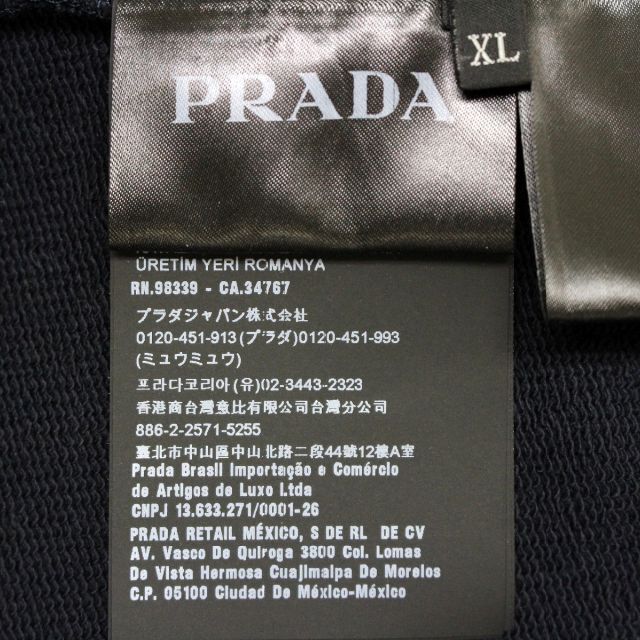 PRADA
XL
ÜRETİM YERİ ROMANYA
RN.98339 - CA.34767
プラダジャパン株式会社
0120-451-913(プラダ)0120-451-993
(ミュウミュウ)
프라다코리아(유)02-3443-2323
香港商台灣意比有限公司台灣分公司
886-2-2571-5255
臺北市中山區中山北路二段44號12樓A室
Prada Brasil Importação e Comércio
de Artigos de Luxo Ltda
CNPJ 13.633.271/0001-26
PRADA RETAIL MÉXICO, S DE RL DE CV
AV. Vasco De Quiroga 3800 Col. Lomas
De Vista Hermosa Cuajimalpa De Morelos
C.P. 05100 Ciudad De México-México